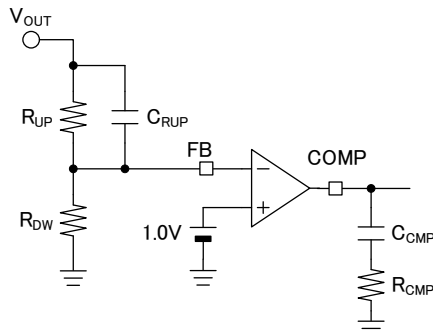 VOUT
RUP
CRUP
FB
COMP
RDW
1.0V
CCMP
RCMP
−
+